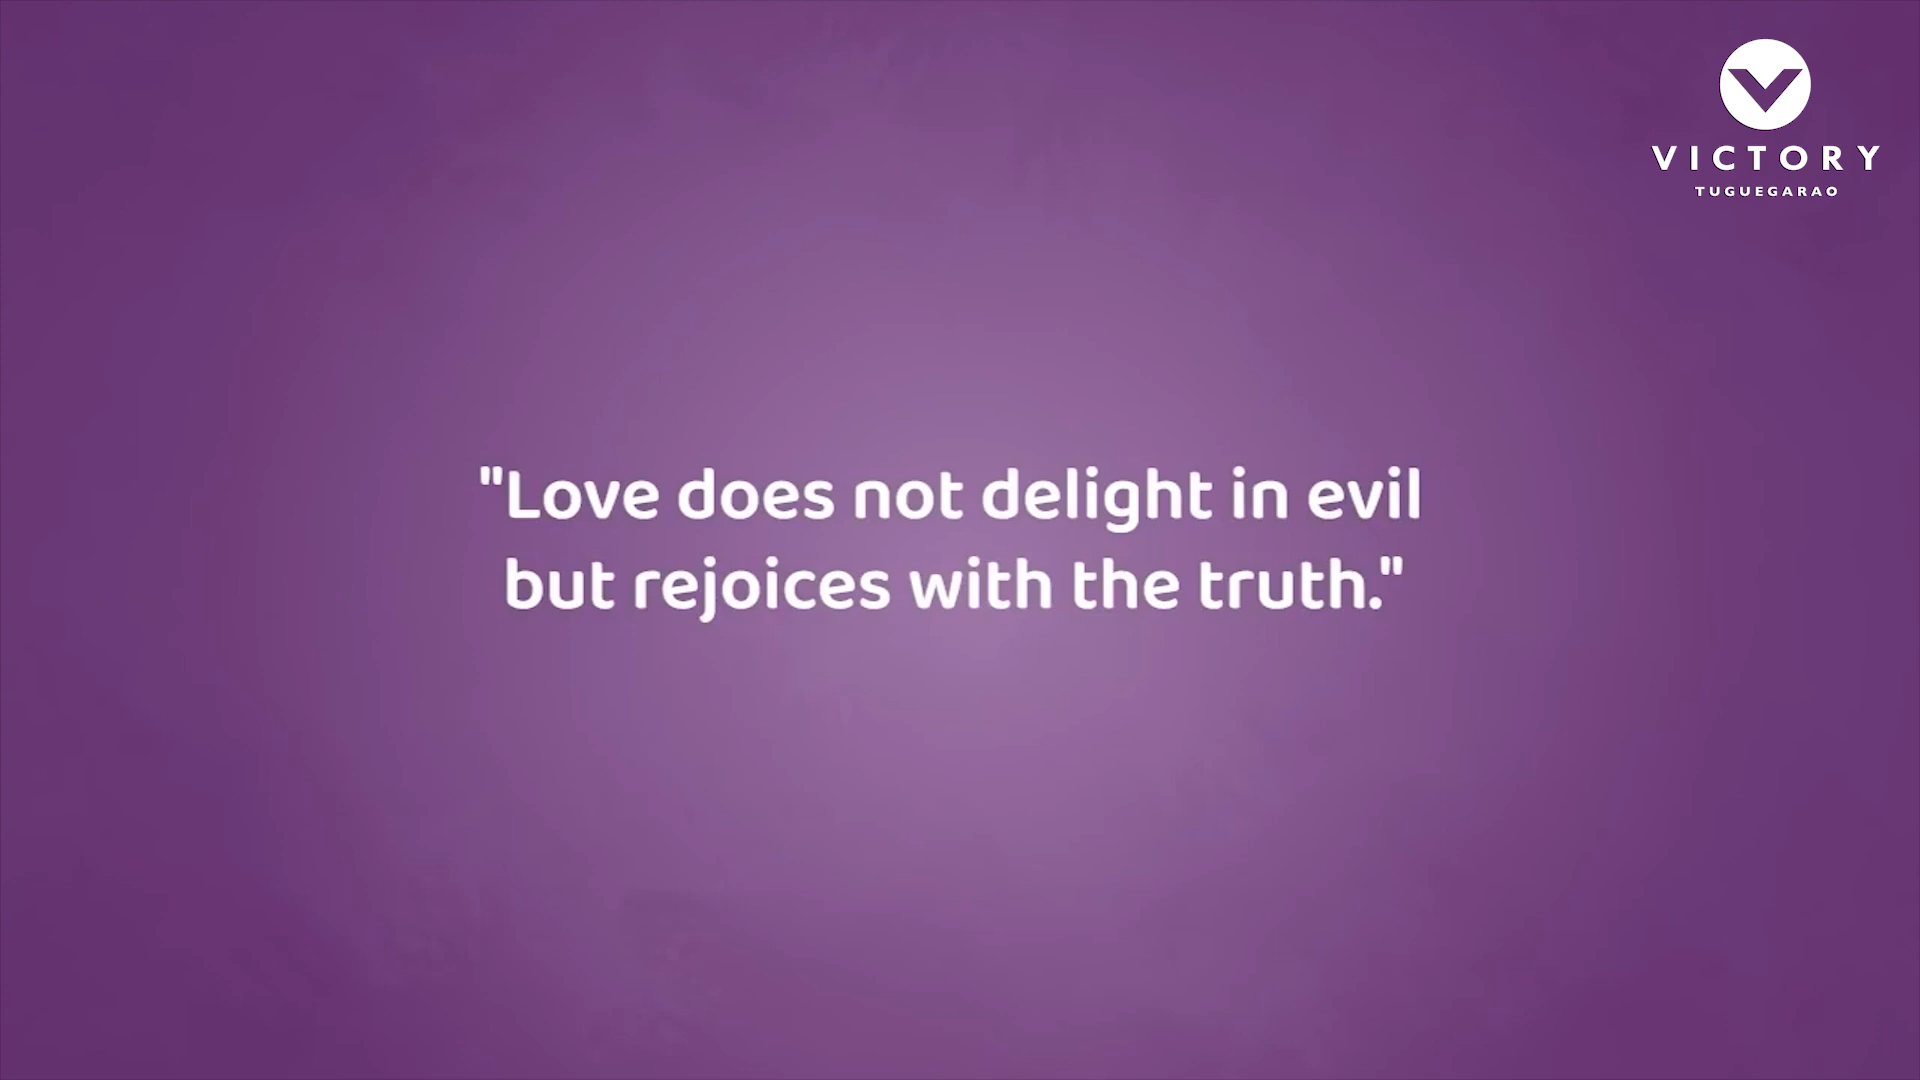 VICTORY
TUGUEGARAO
"Love does not delight in evil
but rejoices with the truth."